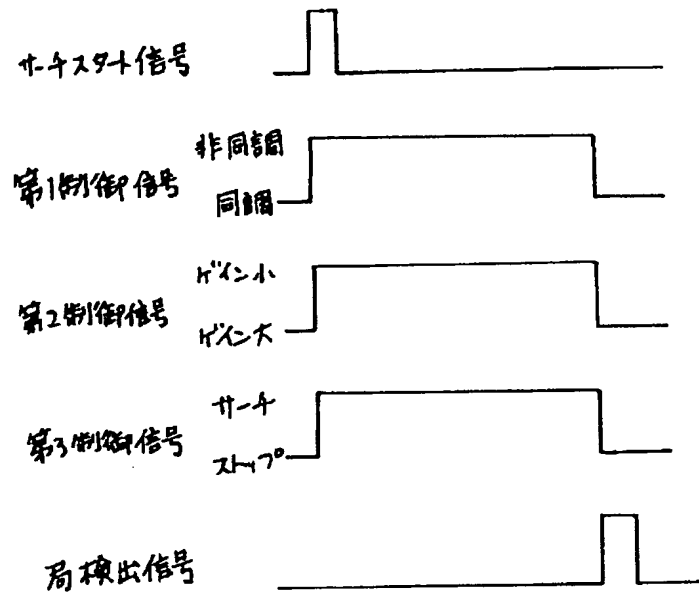 サーチスタート信号
非同調
第1制御信号
同調
ゲイン小
第2制御信号
ゲイン大
サーチ
第3制御信号
ストップ
局検出信号